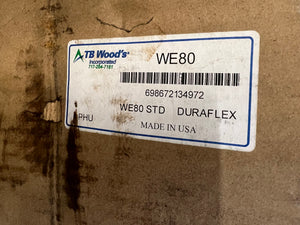 TB Wood's
Incorporated
717-264-7161
WE80
698672134972
WE80 STD DURAFLEX
PHU
MADE IN USA